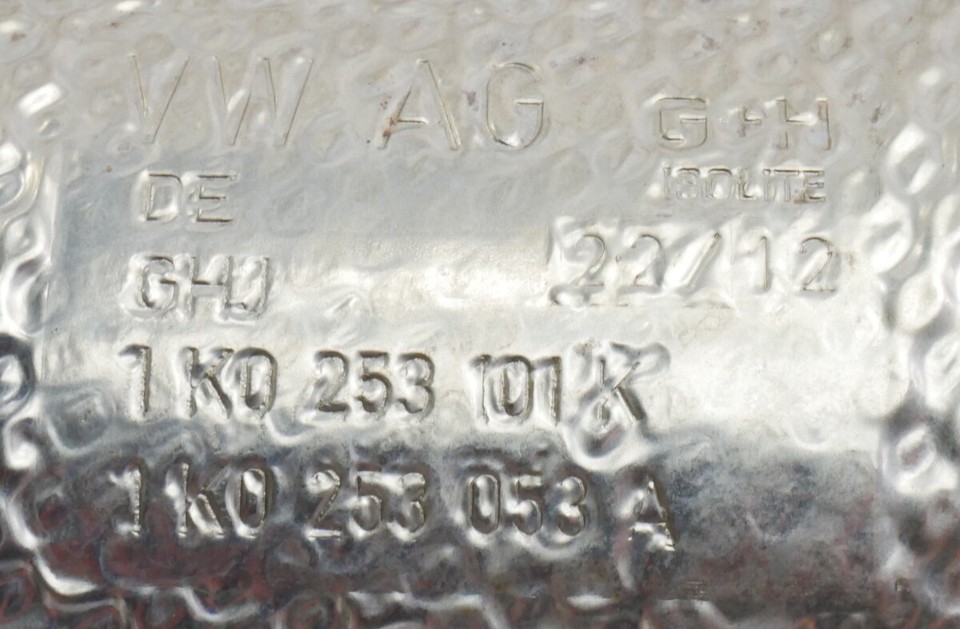 VW AG
G+H
ISOLITE
DE
22/12
GHJ
1K0 253 101 K
1K0 253 053 A